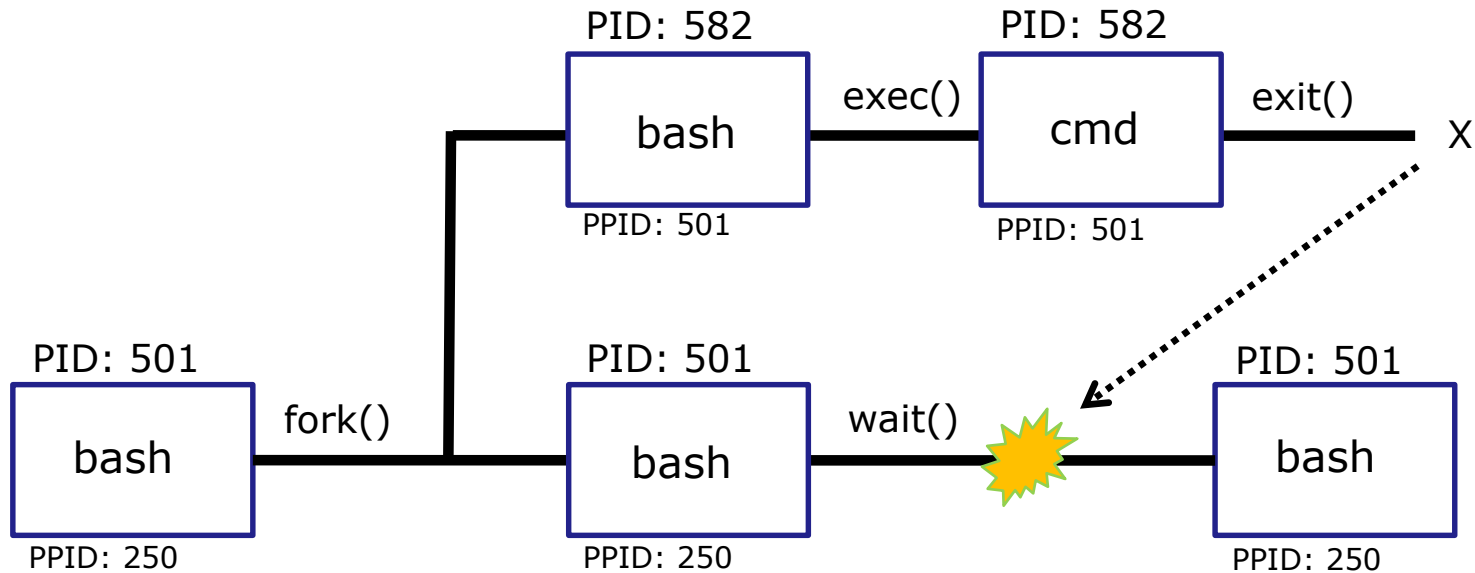 PID: 582
PID: 582
bash
exec()
cmd
exit()
X
PPID: 501
PPID: 501
PID: 501
PID: 501
PID: 501
bash
fork()
bash
wait()
bash
PPID: 250
PPID: 250
PPID: 250